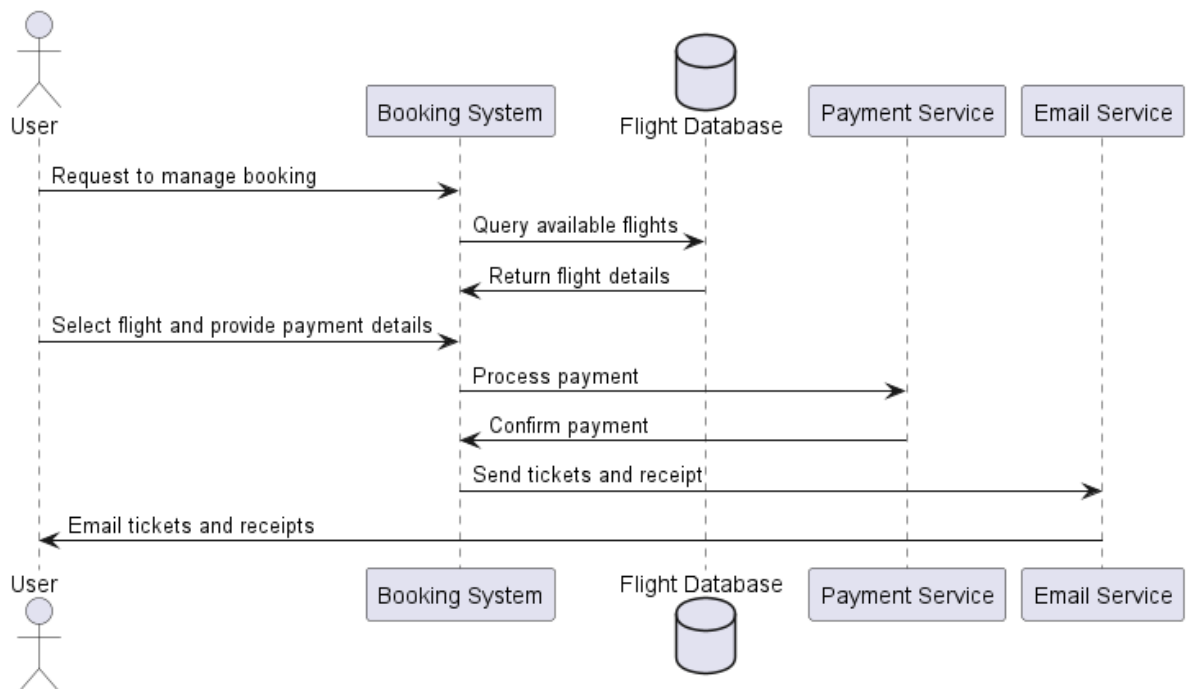 User
Booking System
Flight Database
Payment Service
Email Service
Request to manage booking
Query available flights
Return flight details
Select flight and provide payment details
Process payment
Confirm payment
Send tickets and receipt
Email tickets and receipts
User
Booking System
Flight Database
Payment Service
Email Service